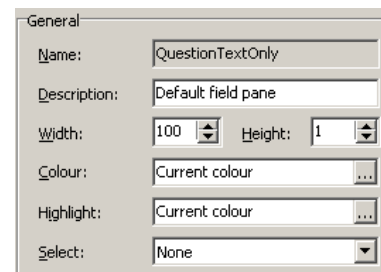 General
Name: QuestionTextOnly
Description: Default field pane
Width: 100 Height: 1
Colour: Current colour ...
Highlight: Current colour ...
Select: None